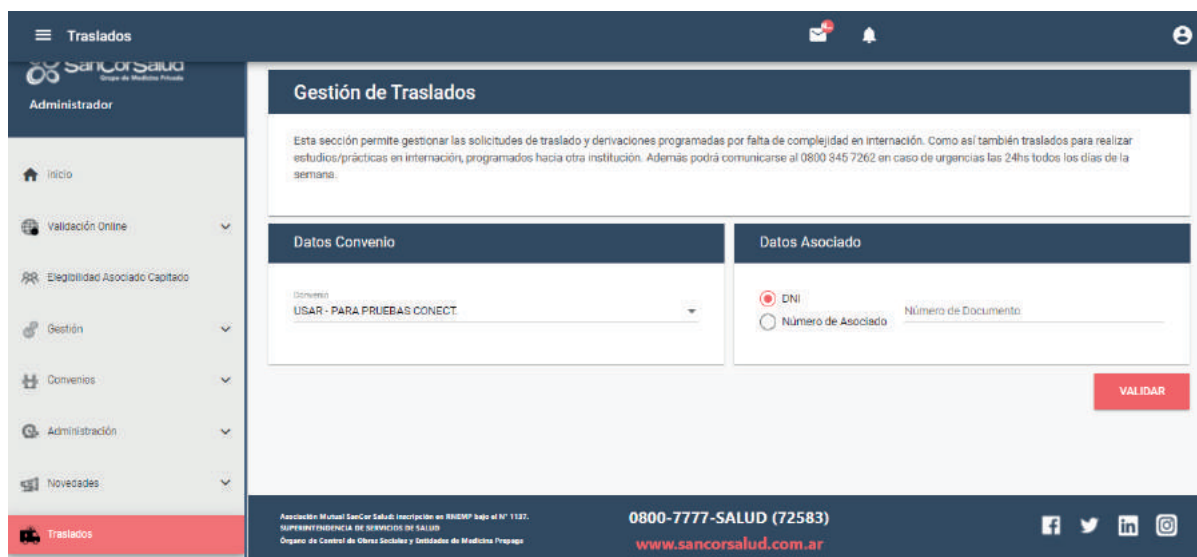 Traslados
SanCorSalud
Grupo de Medicina Privada
Administrador
Inicio
Validación Online
Elegibilidad Asociado Capitado
Gestión
Convenios
Administración
Novedades
Traslados
Gestión de Traslados
Esta sección permite gestionar las solicitudes de traslado y derivaciones programadas por falta de complejidad en internación. Como así también traslados para realizar
estudios/prácticas en internación, programados hacia otra institución. Además podrá comunicarse al 0800 345 7262 en caso de urgencias las 24hs todos los días de la
semana.
Datos Convenio
Convenio
USAR - PARA PRUEBAS CONECT.
Datos Asociado
DNI
Número de Asociado
Número de Documento
VALIDAR
Asociación Mutual SanCor Salud: Inscripción en RNEMP bajo el N° 1137.
SUPERINTENDENCIA DE SERVICIOS DE SALUD
Órgano de Control de Obras Sociales y Entidades de Medicina Prepaga
0800-7777-SALUD (72583)
www.sancorsalud.com.ar